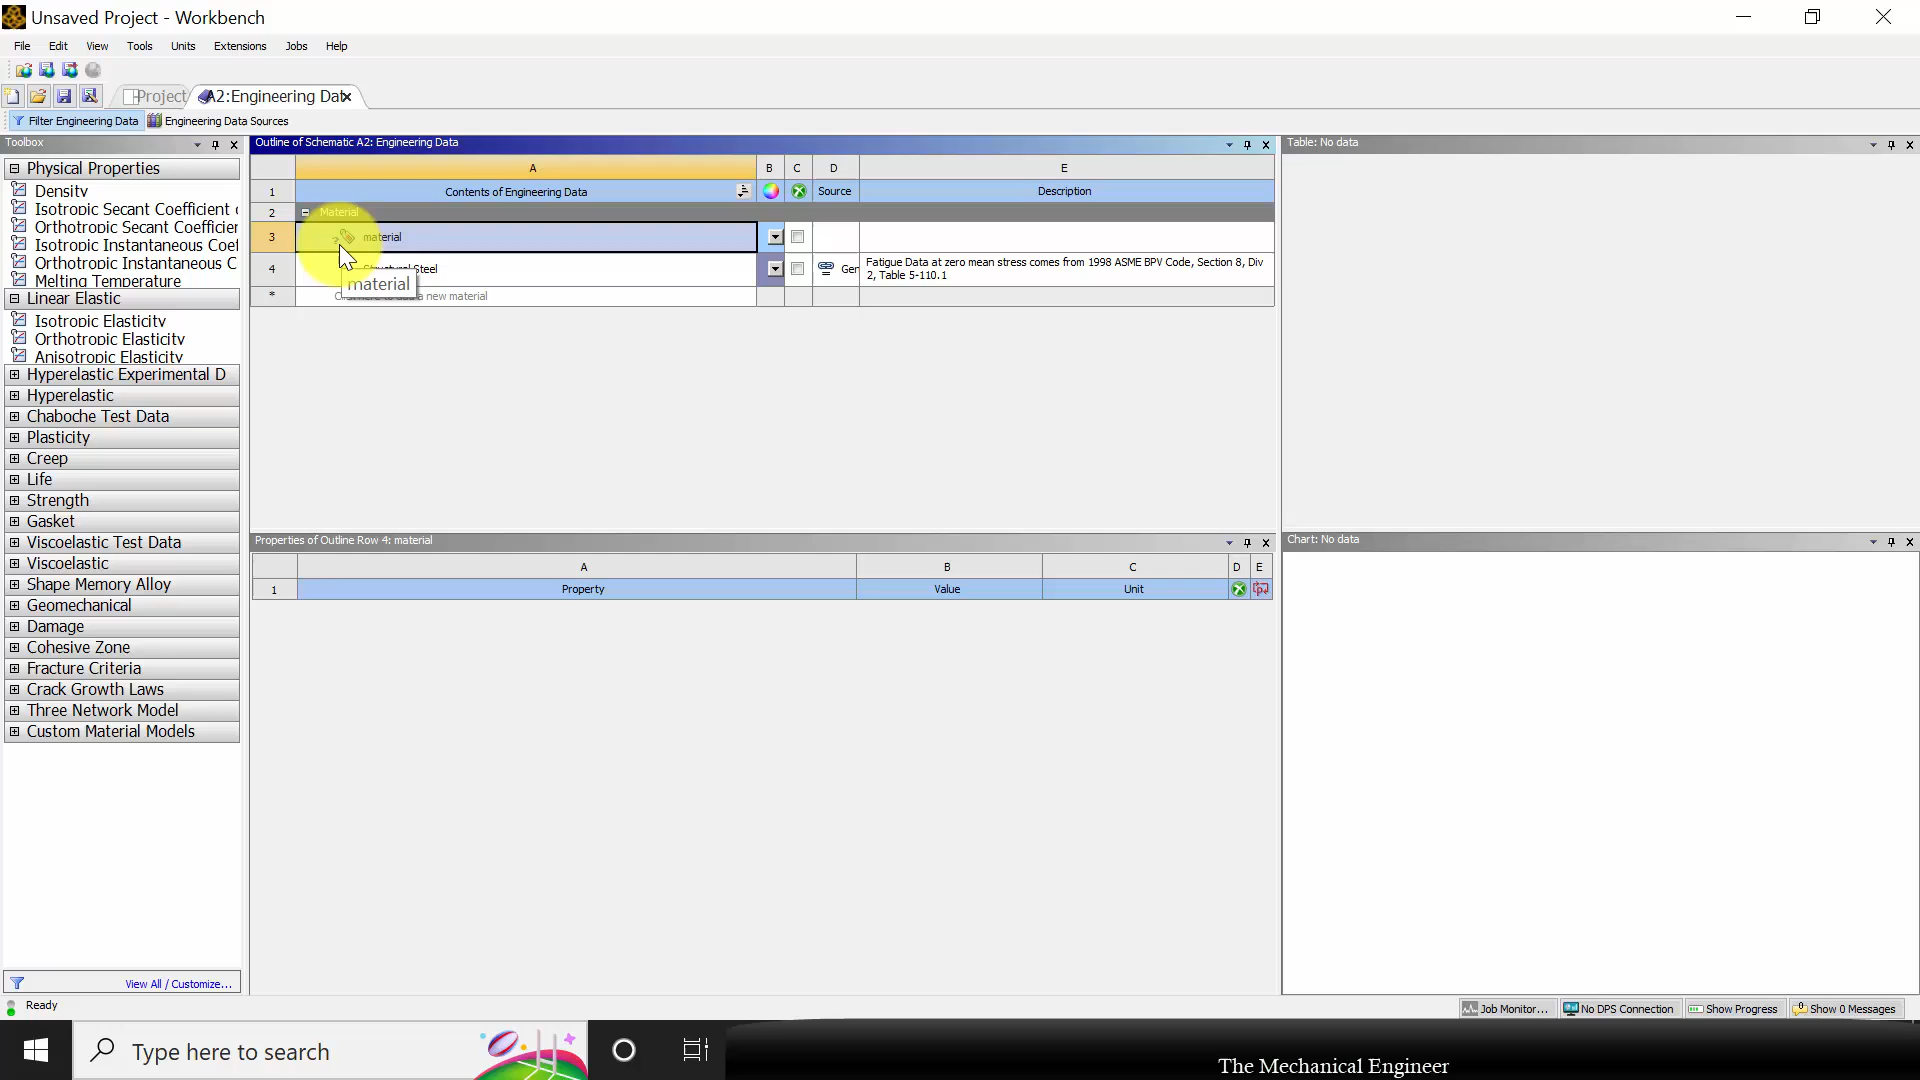 Unsaved Project - Workbench
File Edit View Tools Units Extensions Jobs Help
Project A2:Engineering Dat
Filter Engineering Data Engineering Data Sources
Toolbox
Physical Properties
Density
Isotropic Secant Coefficient
Orthotropic Secant Coefficier
Isotropic Instantaneous Coef
Orthotropic Instantaneous C
Melting Temperature
Linear Elastic
Isotropic Elasticity
Orthotropic Elasticity
Anisotropic Elasticity
Hyperelastic Experimental D
Hyperelastic
Chaboche Test Data
Plasticity
Creep
Life
Strength
Gasket
Viscoelastic Test Data
Viscoelastic
Shape Memory Alloy
Geomechanical
Damage
Cohesive Zone
Fracture Criteria
Crack Growth Laws
Three Network Model
Custom Material Models
View All / Customize...
Outline of Schematic A2: Engineering Data
A B C D E
1 Contents of Engineering Data Source Description
2 Material
3 material
4 Structural Steel Ger Fatigue Data at zero mean stress comes from 1998 ASME BPV Code, Section 8, Div
2, Table 5-110.1
material
* Click here to add a new material
Properties of Outline Row 4: material
A B C D E
1 Property Value Unit
Table: No data
Chart: No data
Ready
Job Monitor... No DPS Connection Show Progress Show 0 Messages
Type here to search
The Mechanical Engineer